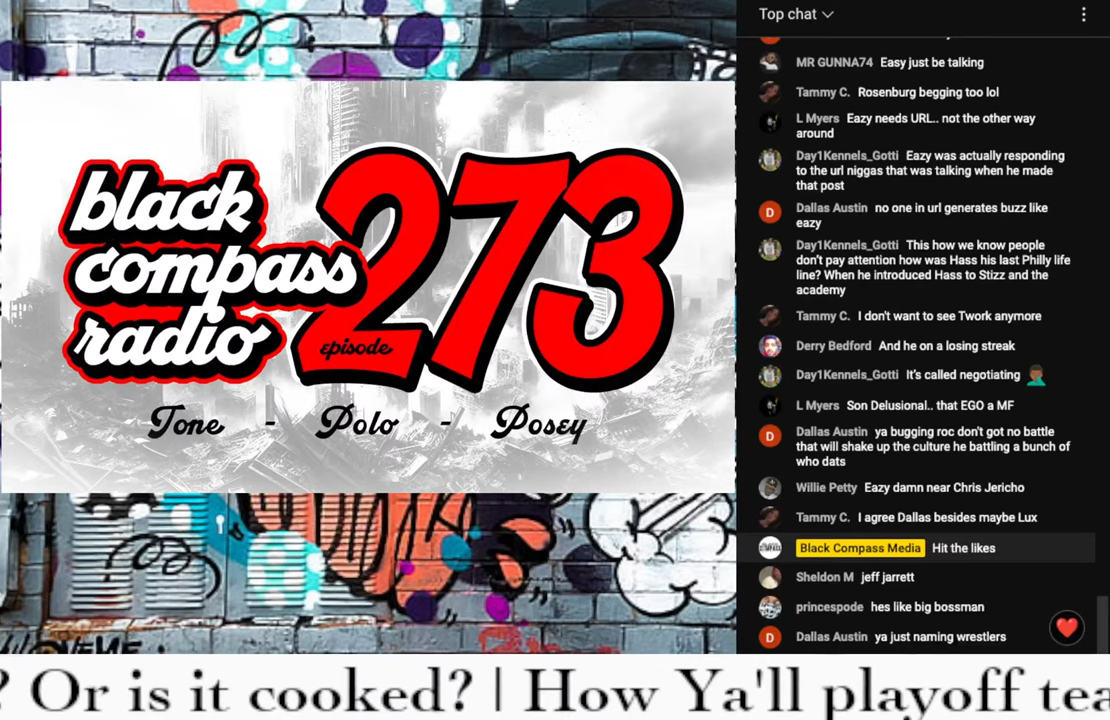 black
compass
radio
273
episode
Tone - Polo - Posey
Top chat
MR GUNNA74 Easy just be talking
Tammy C. Rosenburg begging too lol
L Myers Eazy needs URL.. not the other way
around
Day1Kennels_Gotti Eazy was actually responding
to the url niggas that was talking when he made
that post
Dallas Austin no one in url generates buzz like
eazy
Day1Kennels_Gotti This how we know people
don't pay attention how was Hass his last Philly life
line? When he introduced Hass to Stizz and the
academy
Tammy C. I don't want to see Twork anymore
Derry Bedford And he on a losing streak
Day1Kennels_Gotti It's called negotiating 🤦🏾‍♂️
L Myers Son Delusional.. that EGO a MF
D
Dallas Austin ya bugging roc don't got no battle
that will shake up the culture he battling a bunch of
who dats
Willie Petty Eazy damn near Chris Jericho
Tammy C. I agree Dallas besides maybe Lux
Black Compass Media Hit the likes
Sheldon M jeff jarrett
princespode hes like big bossman
D
Dallas Austin ya just naming wrestlers
? Or is it cooked? | How Ya'll playoff tea